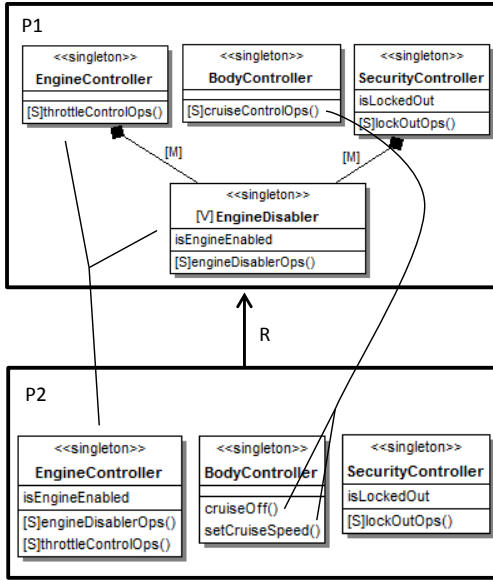 P1
<<singleton>>
EngineController
[S]throttleControlOps()
<<singleton>>
BodyController
[S]cruiseControlOps()
<<singleton>>
SecurityController
isLockedOut
[S]lockOutOps()
[M]
[M]
<<singleton>>
[V] EngineDisabler
isEngineEnabled
[S]engineDisablerOps()
R
P2
<<singleton>>
EngineController
isEngineEnabled
[S]engineDisablerOps()
[S]throttleControlOps()
<<singleton>>
BodyController
cruiseOff()
setCruiseSpeed()
<<singleton>>
SecurityController
isLockedOut
[S]lockOutOps()